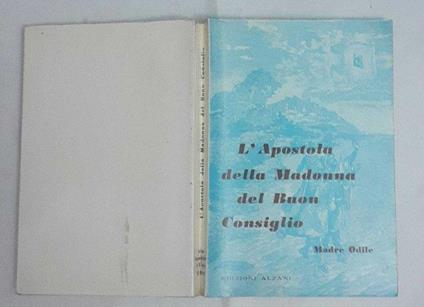 L'Apostola
della Madonna
del Buon
Consiglio
Madre Odile
EDIZIONI ALZANI
L'Apostola della Madonna del Buon Consiglio